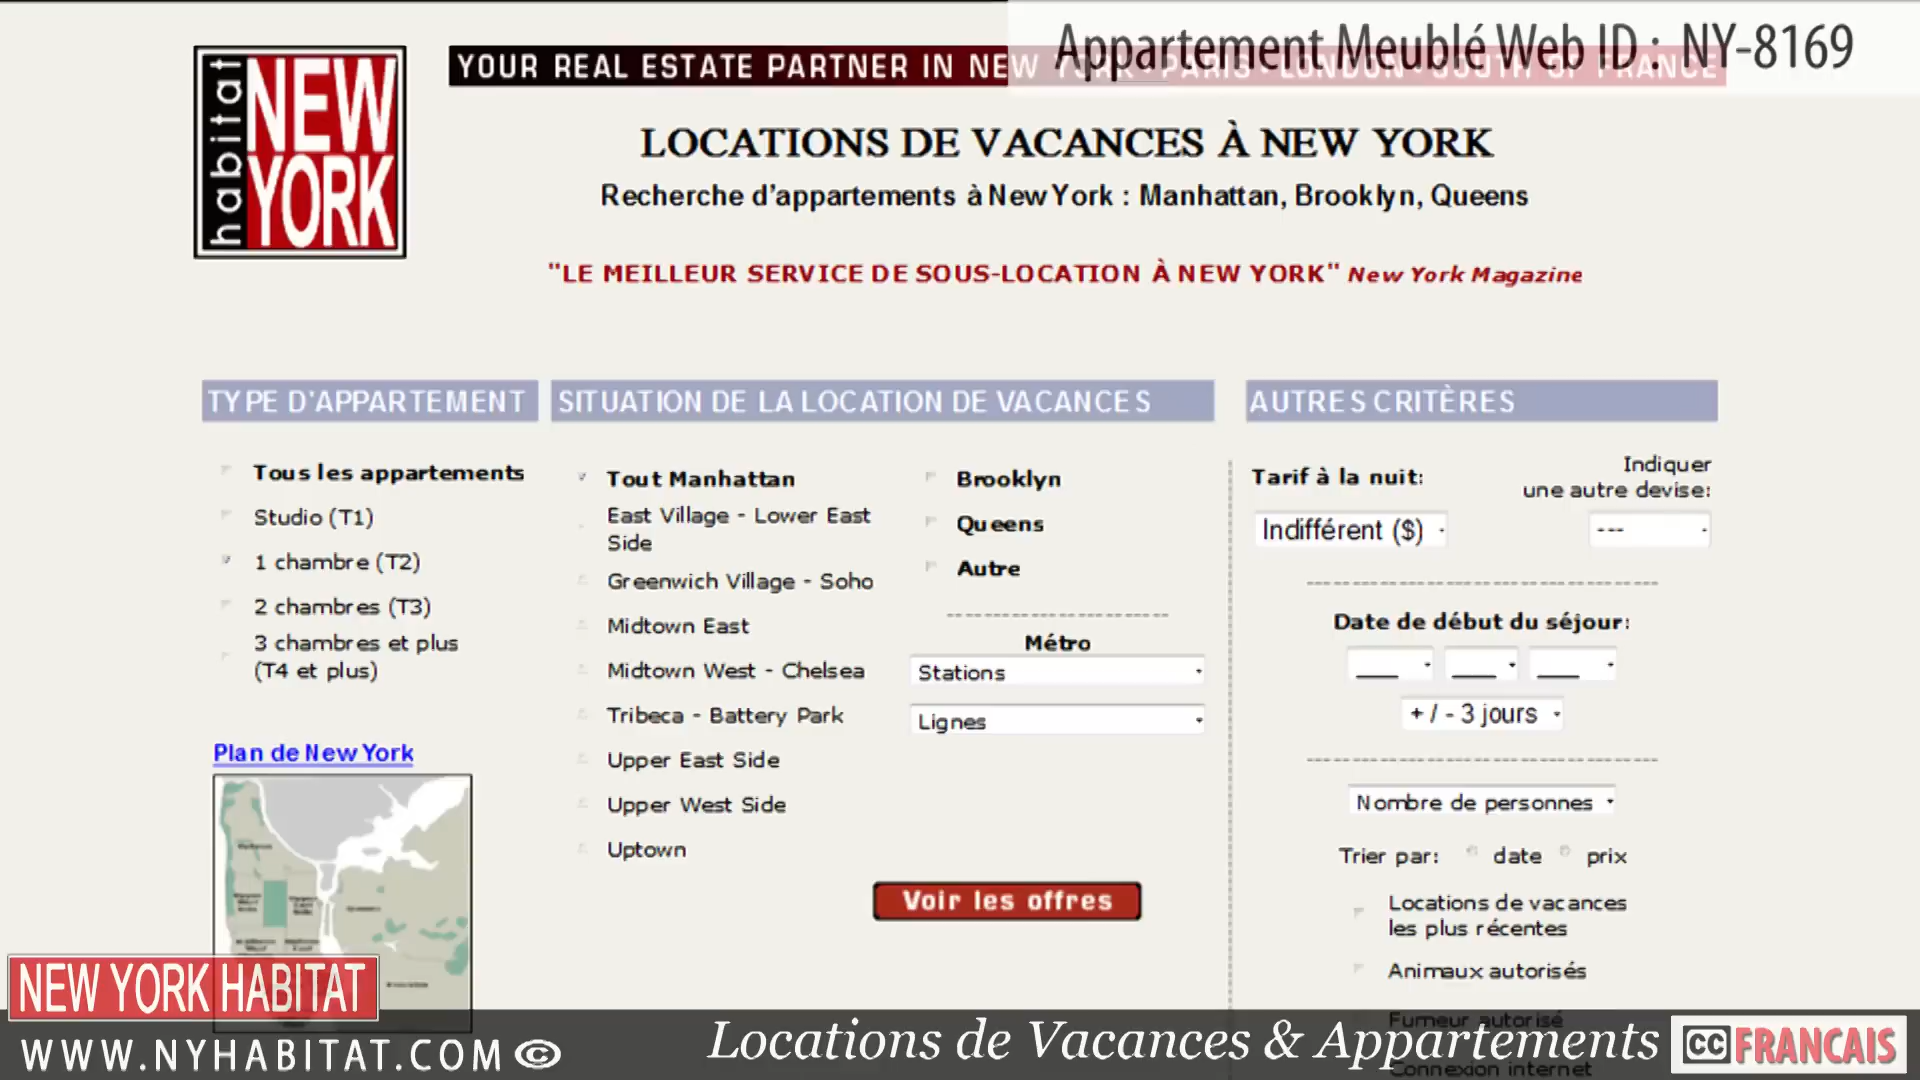 Appartement Meublé Web ID : NY-8169
habitat
NEW
YORK
YOUR REAL ESTATE PARTNER IN NEW YORK - PARIS - LONDON - SOUTH OF FRANCE
LOCATIONS DE VACANCES À NEW YORK
Recherche d'appartements à New York : Manhattan, Brooklyn, Queens
"LE MEILLEUR SERVICE DE SOUS-LOCATION À NEW YORK" New York Magazine
TYPE D'APPARTEMENT
Tous les appartements
Studio (T1)
1 chambre (T2)
2 chambres (T3)
3 chambres et plus
(T4 et plus)
Plan de New York
SITUATION DE LA LOCATION DE VACANCES
Tout Manhattan
East Village - Lower East
Side
Greenwich Village - Soho
Midtown East
Midtown West - Chelsea
Tribeca - Battery Park
Upper East Side
Upper West Side
Uptown
Brooklyn
Queens
Autre
Métro
Stations
Lignes
Voir les offres
AUTRES CRITÈRES
Tarif à la nuit:
Indiquer
une autre devise:
Indifférent ($)
---
Date de début du séjour:
+ / - 3 jours
Nombre de personnes
Trier par: date prix
Locations de vacances
les plus récentes
Animaux autorisés
Fumeur autorisé
Connexion internet
NEW YORK HABITAT
WWW.NYHABITAT.COM ©
Locations de Vacances & Appartements
CC FRANCAIS